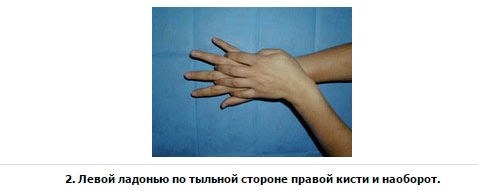 2. Левой ладонью по тыльной стороне правой кисти и наоборот.